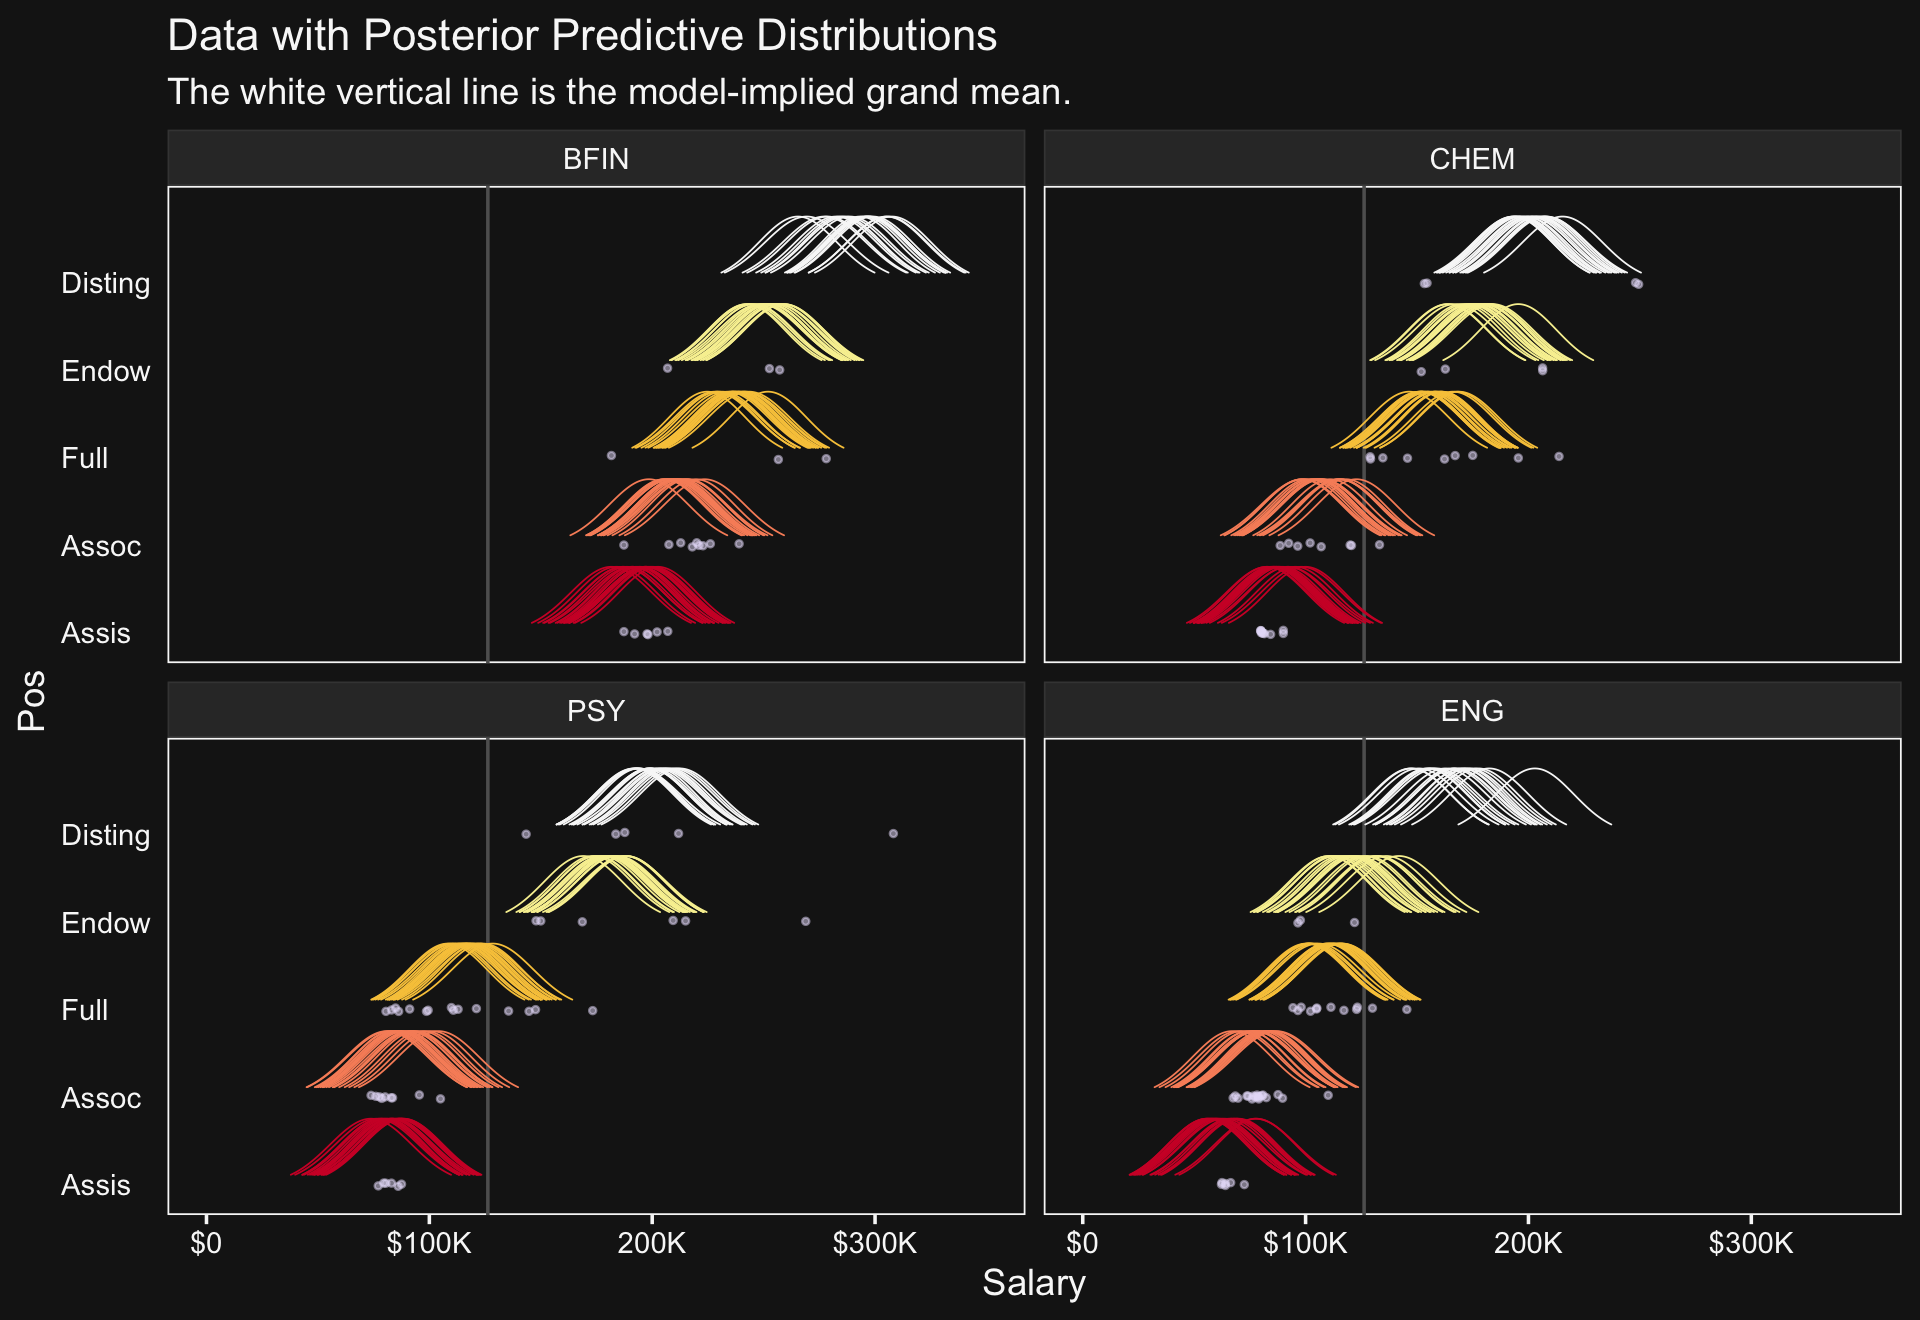 Data with Posterior Predictive Distributions
The white vertical line is the model-implied grand mean.
BFIN
CHEM
Disting
Endow
Full
Assoc
Assis
PSY
ENG
Disting
Endow
Full
Assoc
Assis
Pos
$0 $100K 200K $300K
$0 $100K 200K $300K
Salary